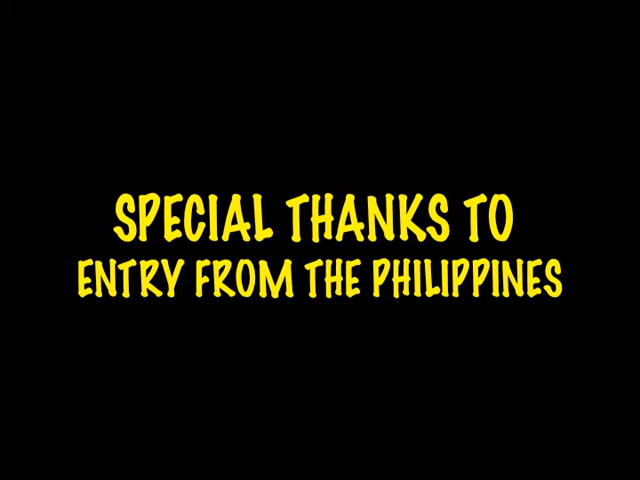 SPECIAL THANKS TO
ENTRY FROM THE PHILIPPINES